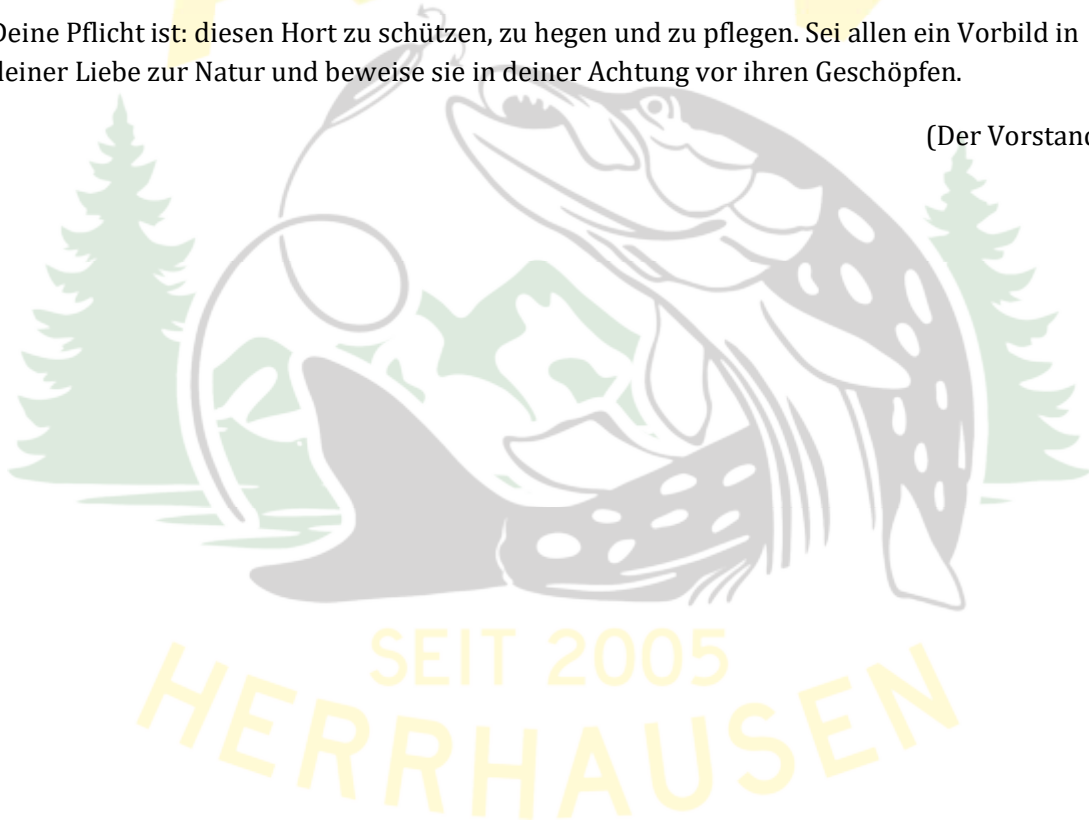 Deine Pflicht ist: diesen Hort zu schützen, zu hegen und zu pflegen. Sei allen ein Vorbild in
deiner Liebe zur Natur und beweise sie in deiner Achtung vor ihren Geschöpfen.
(Der Vorstand
SEIT 2005
HERRHAUSEN